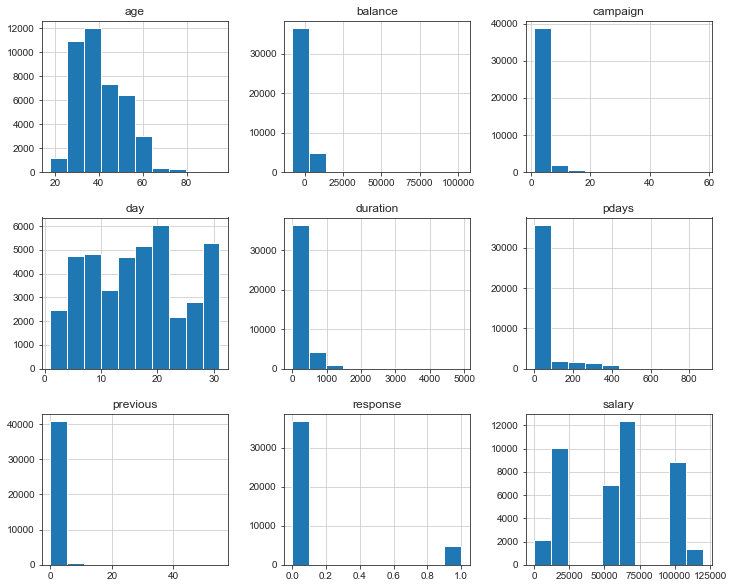 age
12000
10000
8000
6000
4000
2000
0
20 40 60 80
balance
30000
20000
10000
0
0 25000 50000 75000 100000
campaign
40000
30000
20000
10000
0
0 20 40 60
day
6000
5000
4000
3000
2000
1000
0
0 10 20 30
duration
30000
20000
10000
0
0 1000 2000 3000 4000 5000
pdays
30000
20000
10000
0
0 200 400 600 800
previous
40000
30000
20000
10000
0
0 20 40
response
30000
20000
10000
0
0.0 0.2 0.4 0.6 0.8 1.0
salary
12000
10000
8000
6000
4000
2000
0
0 25000 50000 75000 100000 125000